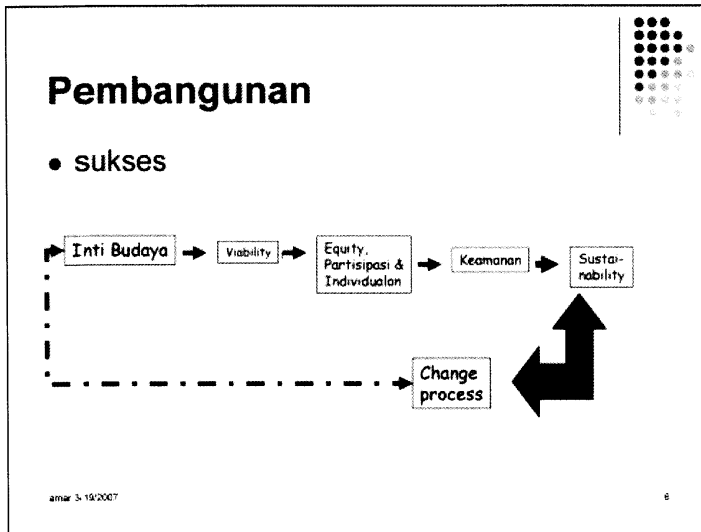 Pembangunan
• sukses
Inti Budaya
Viability
Equity,
Partisipasi &
Individualan
Keamanan
Sustai-
nability
Change
process
amar 3/19/2007
6